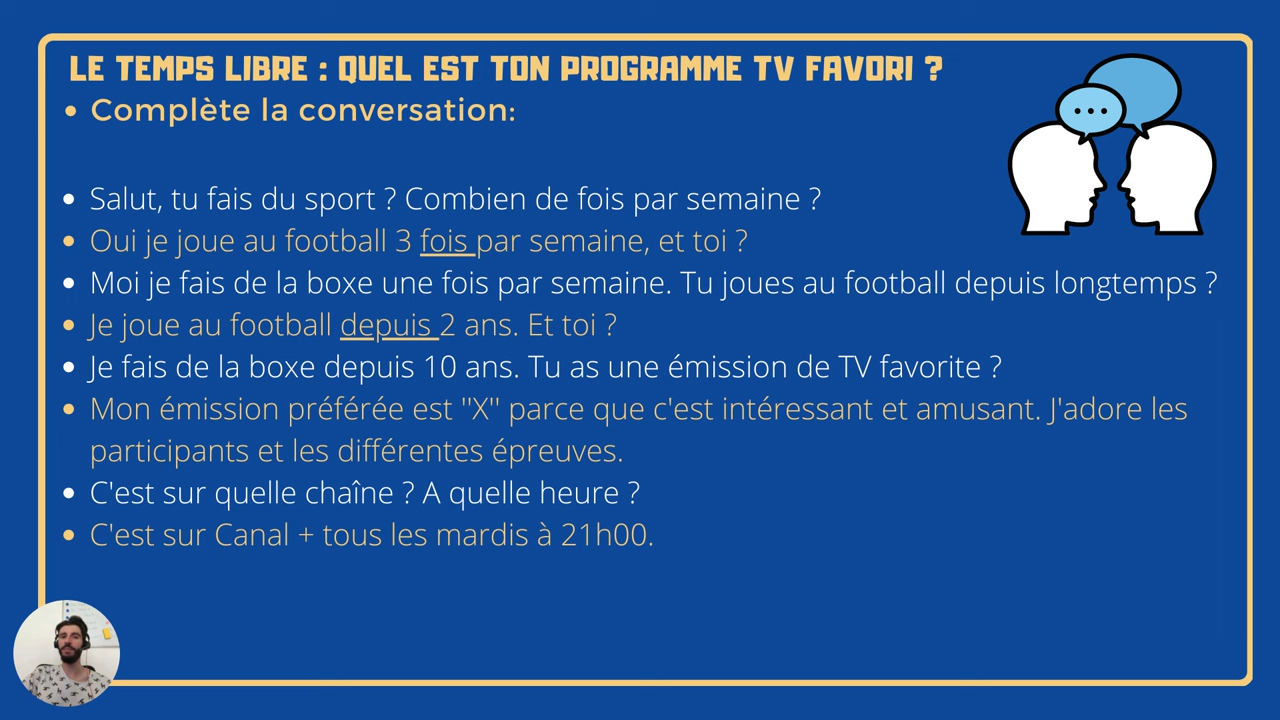 LE TEMPS LIBRE : QUEL EST TON PROGRAMME TV FAVORI ?
• Complète la conversation:
• Salut, tu fais du sport ? Combien de fois par semaine ?
• Oui je joue au football 3 fois par semaine, et toi ?
• Moi je fais de la boxe une fois par semaine. Tu joues au football depuis longtemps ?
• Je joue au football depuis 2 ans. Et toi ?
• Je fais de la boxe depuis 10 ans. Tu as une émission de TV favorite ?
• Mon émission préférée est "X" parce que c'est intéressant et amusant. J'adore les
participants et les différentes épreuves.
• C'est sur quelle chaîne ? A quelle heure ?
• C'est sur Canal + tous les mardis à 21h00.